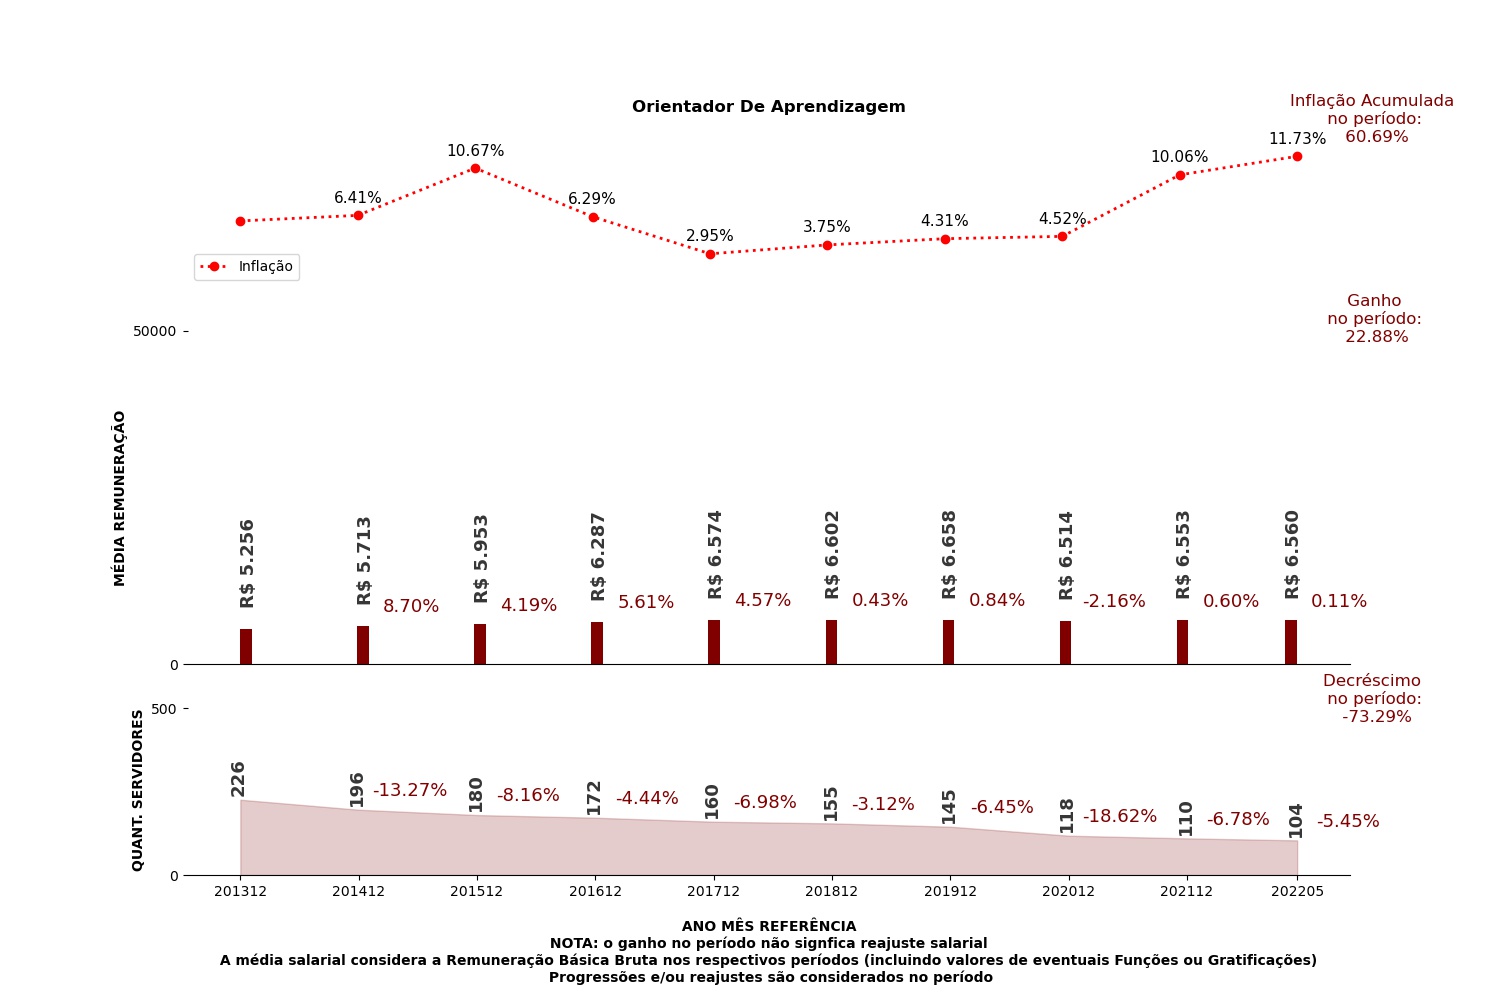 Orientador De Aprendizagem
Inflação Acumulada
no período:
60.69%
6.41%
10.67%
6.29%
2.95%
3.75%
4.31%
4.52%
10.06%
11.73%
Inflação
Ganho
no período:
22.88%
50000
0
MÉDIA REMUNERAÇÃO
R$ 5.256
R$ 5.713
R$ 5.953
R$ 6.287
R$ 6.574
R$ 6.602
R$ 6.658
R$ 6.514
R$ 6.553
R$ 6.560
8.70%
4.19%
5.61%
4.57%
0.43%
0.84%
-2.16%
0.60%
0.11%
Decréscimo
no período:
-73.29%
500
0
QUANT. SERVIDORES
226
196
180
172
160
155
145
118
110
104
-13.27%
-8.16%
-4.44%
-6.98%
-3.12%
-6.45%
-18.62%
-6.78%
-5.45%
201312
201412
201512
201612
201712
201812
201912
202012
202112
202205
ANO MÊS REFERÊNCIA
NOTA: o ganho no período não signfica reajuste salarial
A média salarial considera a Remuneração Básica Bruta nos respectivos períodos (incluindo valores de eventuais Funções ou Gratificações)
Progressões e/ou reajustes são considerados no período